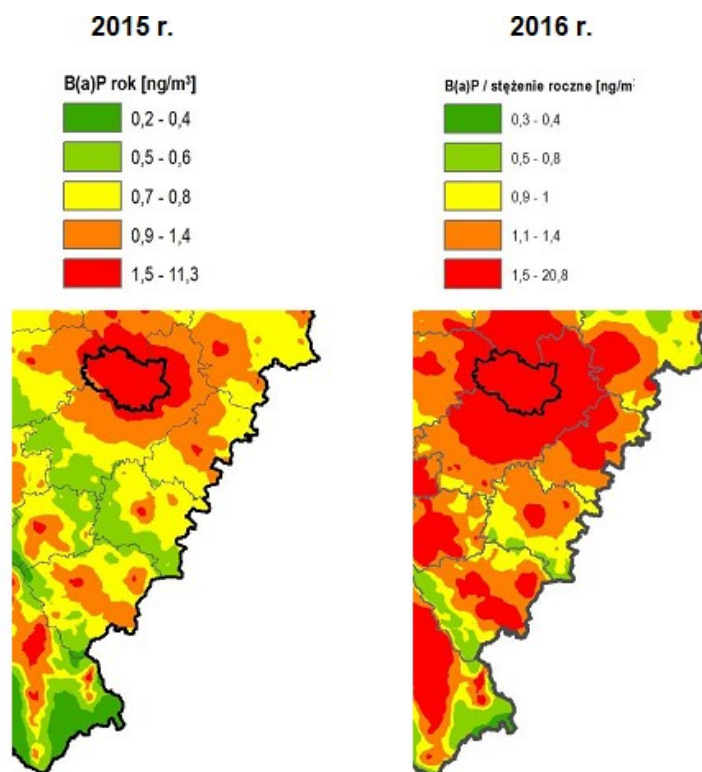 2015 r.
B(a)P rok [ng/m³]
0,2 - 0,4
0,5 - 0,6
0,7 - 0,8
0,9 - 1,4
1,5 - 11,3
2016 r.
B(a)P / stężenie roczne [ng/m³
0,3 - 0,4
0,5 - 0,8
0,9 - 1
1,1 - 1,4
1,5 - 20,8